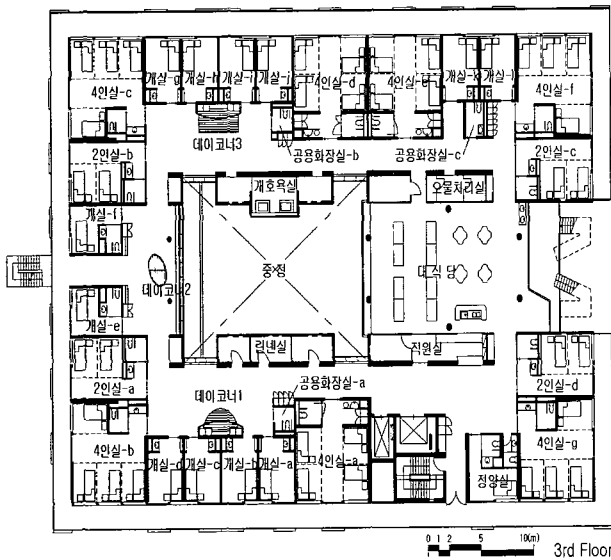 개실-g 개실-h 개실-i 개실-j 개실-k 개실-l
4인실-c 4인실-d 4인실-e 4인실-f
데이코너3 공용화장실-b 공용화장실-c
2인실-b 2인실-c
개호욕실 오물처리실
개실-f
중정 대식당
데이코너2
개실-e
린넨실 직원실
2인실-a 2인실-d
데이코너1 공용화장실-a
4인실-b 4인실-a 4인실-g
개실-d 개실-c 개실-b 개실-a 정양실
0 1 2 5 10(m)
3rd Floor